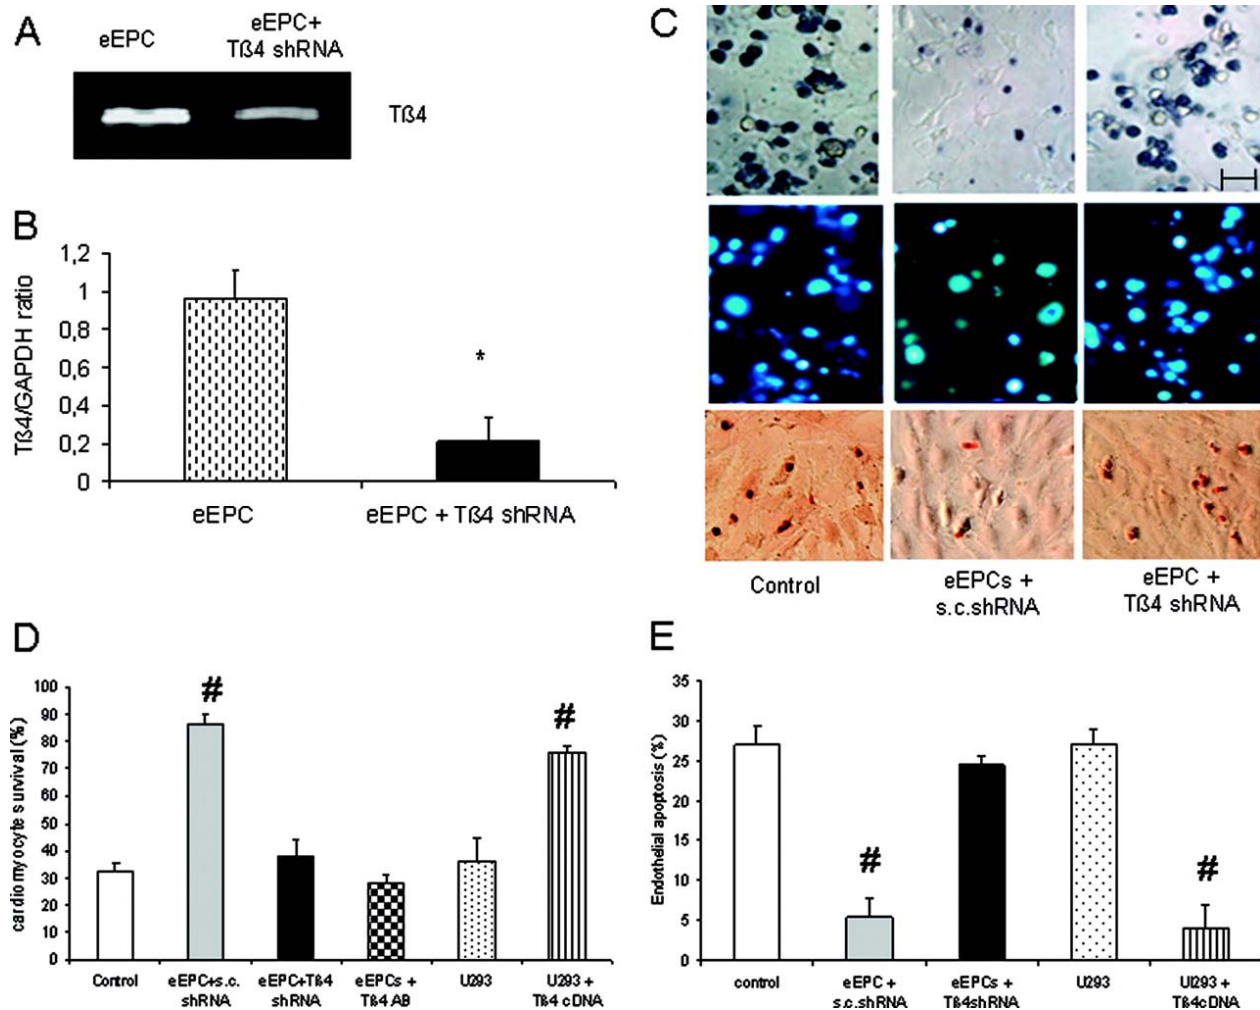 A
eEPC
eEPC+
Tß4 shRNA
Tß4
B
Tß4/GAPDH ratio
1,2
1
0,8
0,6
0,4
0,2
0
*
eEPC
eEPC + Tß4 shRNA
C
Control
eEPCs +
s.c.shRNA
eEPC +
Tß4 shRNA
D
cardiomyocyte survival (%)
100
90
80
70
60
50
40
30
20
10
0
#
#
Control
eEPC+s.c.
shRNA
eEPC+Tß4
shRNA
eEPCs +
Tß4 AB
U293
U293 +
Tß4 cDNA
E
Endothelial apoptosis (%)
35
30
25
20
15
10
5
0
#
#
control
eEPC +
s.c.shRNA
eEPCs +
Tß4shRNA
U293
UI293 +
Tß4cDNA